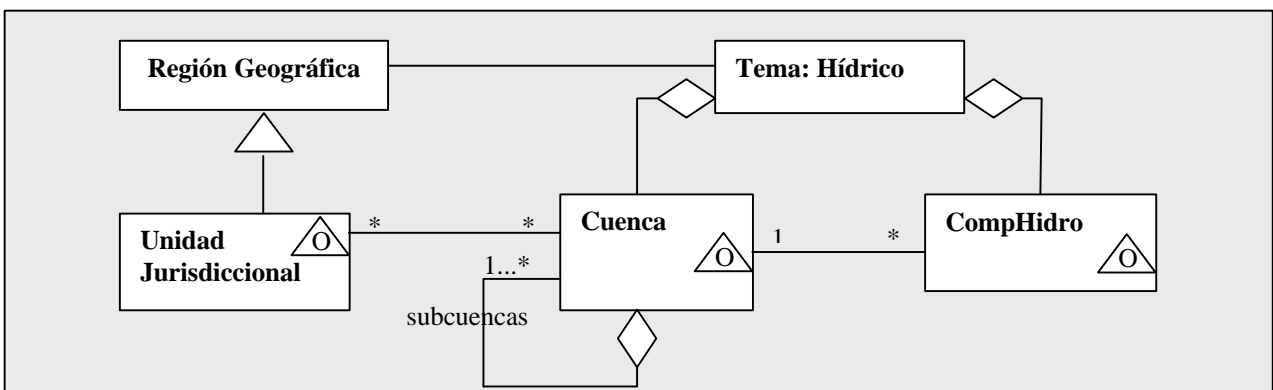 Región Geográfica
Tema: Hídrico
Unidad
Jurisdiccional
O
*
*
Cuenca
O
1
*
CompHidro
O
1...*
subcuencas